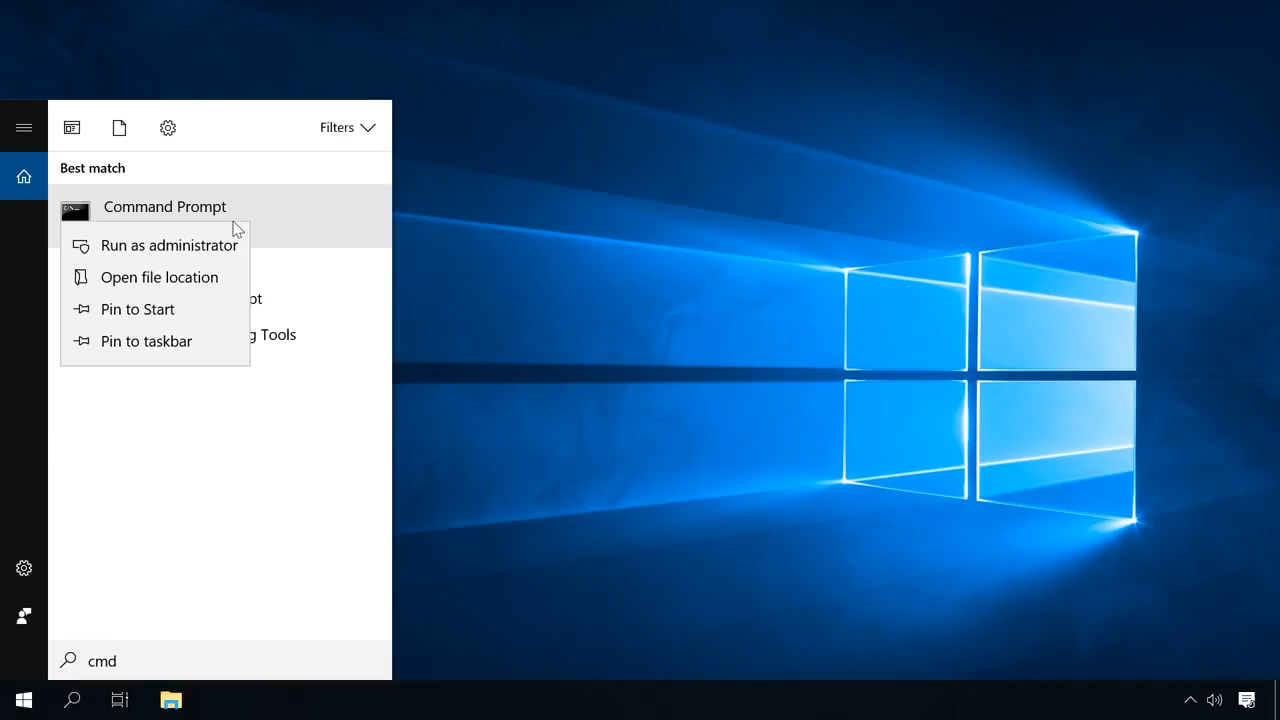 Filters
Best match
Command Prompt
Run as administrator
Open file location
pt
Pin to Start
g Tools
Pin to taskbar
cmd